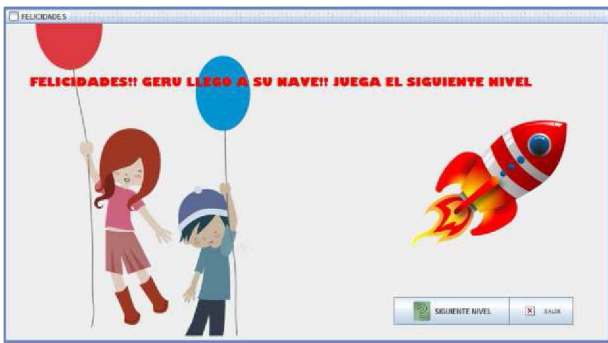 FELICIDADES
FELICIDADES!! GERU LLEGO A SU NAVE!! JUEGA EL SIGUIENTE NIVEL
SIGUIENTE NIVEL
SALIR